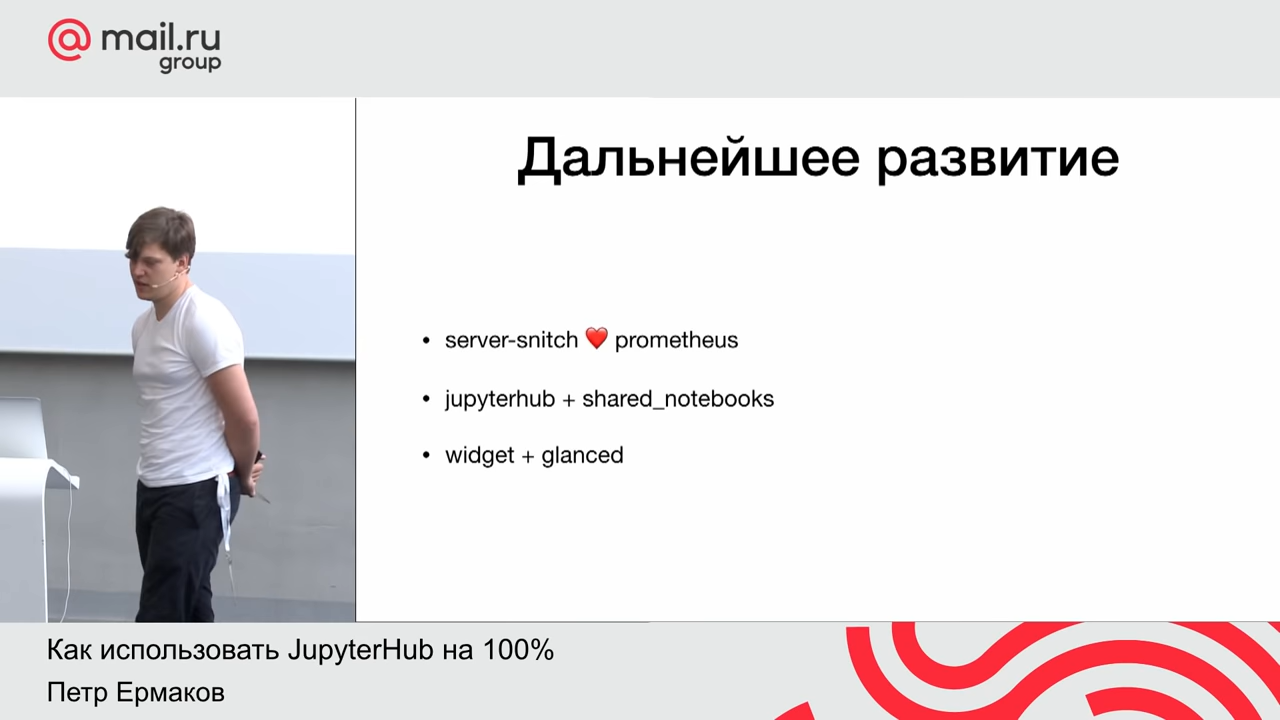 @mail.ru
group
Дальнейшее развитие
• server-snitch ❤️ prometheus
• jupyterhub + shared_notebooks
• widget + glanced
Как использовать JupyterHub на 100%
Петр Ермаков